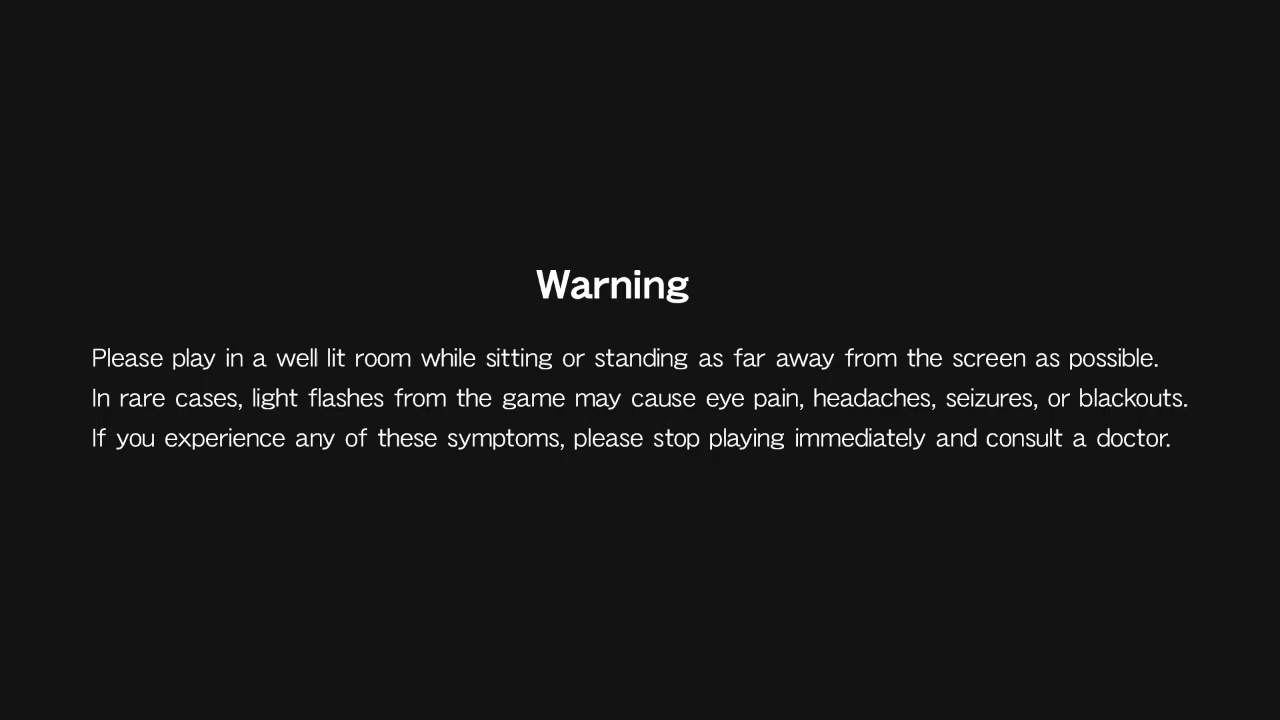 Warning
Please play in a well lit room while sitting or standing as far away from the screen as possible.
In rare cases, light flashes from the game may cause eye pain, headaches, seizures, or blackouts.
If you experience any of these symptoms, please stop playing immediately and consult a doctor.